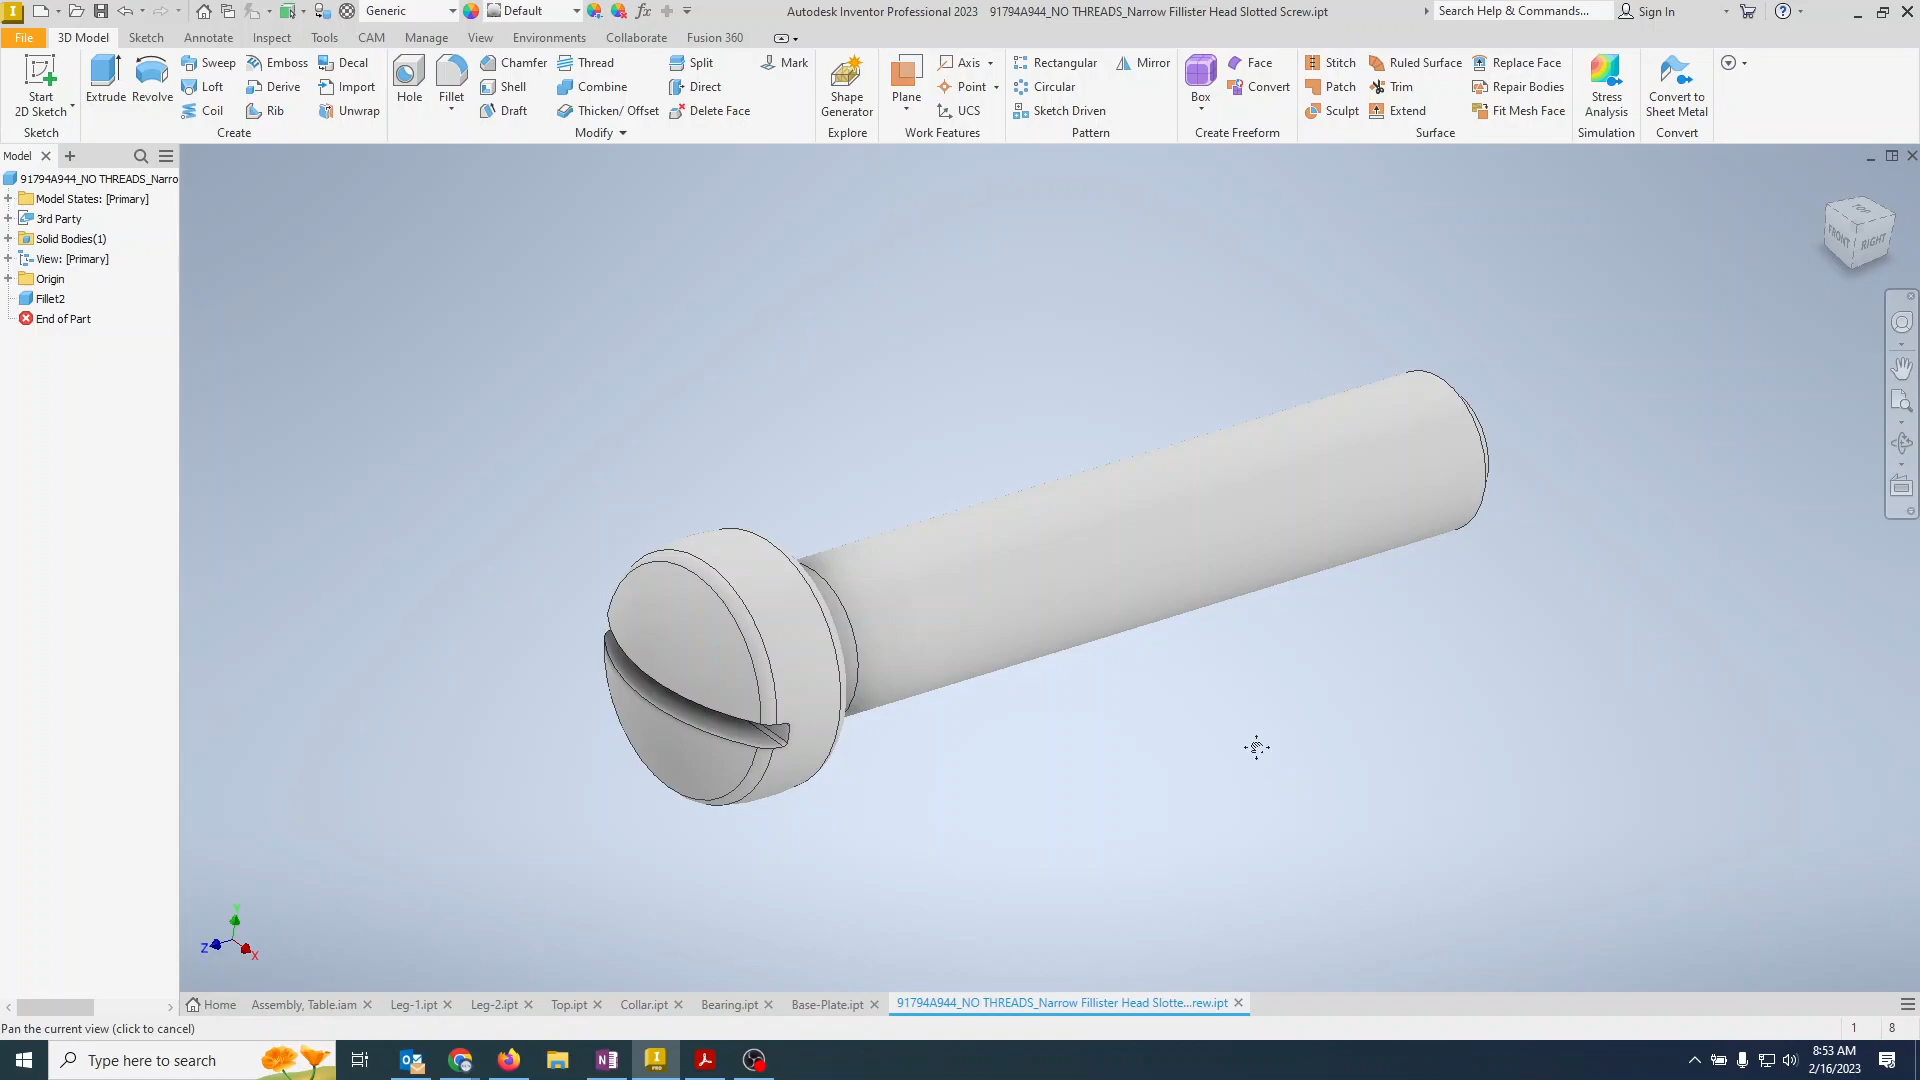 Generic
Default
Autodesk Inventor Professional 2023 91794A944_NO THREADS_Narrow Fillister Head Slotted Screw.ipt
Search Help & Commands...
Sign In
File 3D Model Sketch Annotate Inspect Tools CAM Manage View Environments Collaborate Fusion 360
Start
2D Sketch
Sketch
Extrude
Revolve
Sweep
Emboss
Decal
Loft
Derive
Import
Coil
Rib
Unwrap
Create
Hole
Fillet
Chamfer
Thread
Split
Mark
Shell
Combine
Direct
Draft
Thicken/ Offset
Delete Face
Modify
Shape
Generator
Explore
Plane
Axis
Point
UCS
Work Features
Rectangular
Mirror
Circular
Sketch Driven
Pattern
Box
Face
Convert
Create Freeform
Stitch
Ruled Surface
Replace Face
Patch
Trim
Repair Bodies
Sculpt
Extend
Fit Mesh Face
Surface
Stress
Analysis
Simulation
Convert to
Sheet Metal
Convert
Model
91794A944_NO THREADS_Narro
Model States: [Primary]
3rd Party
Solid Bodies(1)
View: [Primary]
Origin
Fillet2
End of Part
TOP
FRONT
RIGHT
Y
Z
X
Home Assembly, Table.iam Leg-1.ipt Leg-2.ipt Top.ipt Collar.ipt Bearing.ipt Base-Plate.ipt 91794A944_NO THREADS_Narrow Fillister Head Slotte...rew.ipt
Pan the current view (click to cancel)
1 8
Type here to search
8:53 AM
2/16/2023